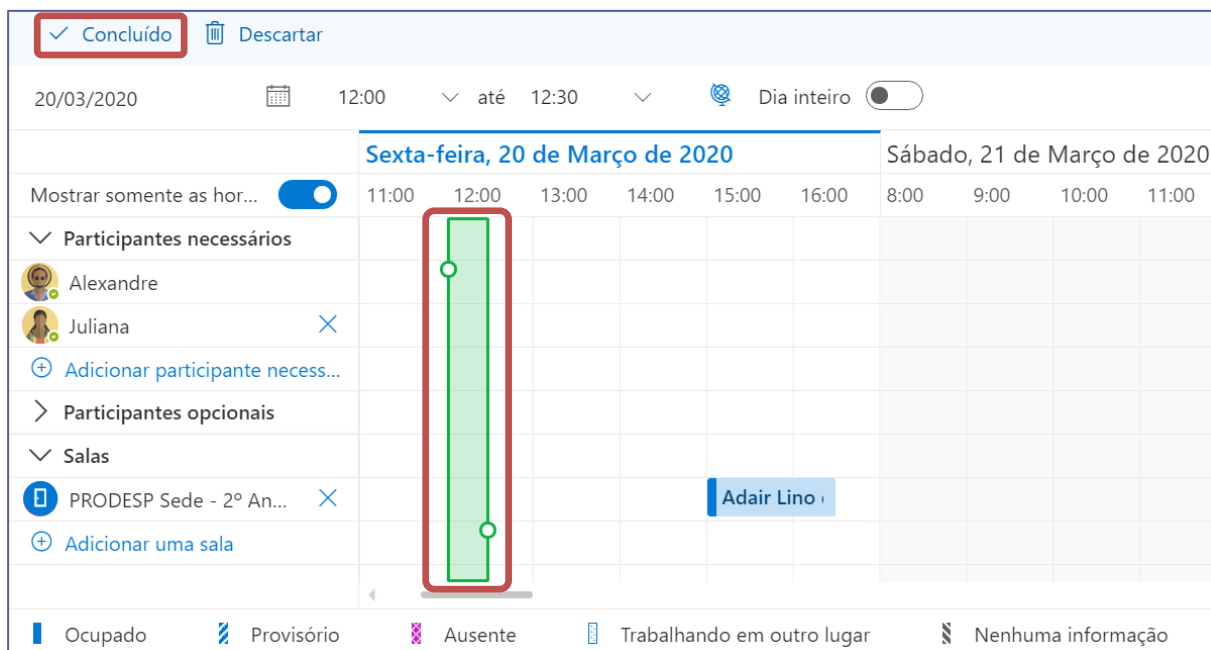 Concluído Descartar
20/03/2020 12:00 até 12:30 Dia inteiro
Sexta-feira, 20 de Março de 2020 Sábado, 21 de Março de 2020
Mostrar somente as hor... 11:00 12:00 13:00 14:00 15:00 16:00 8:00 9:00 10:00 11:00
Participantes necessários
Alexandre
Juliana
Adicionar participante necess...
Participantes opcionais
Salas
PRODESP Sede - 2º An... Adair Lino
Adicionar uma sala
Ocupado Provisório Ausente Trabalhando em outro lugar Nenhuma informação